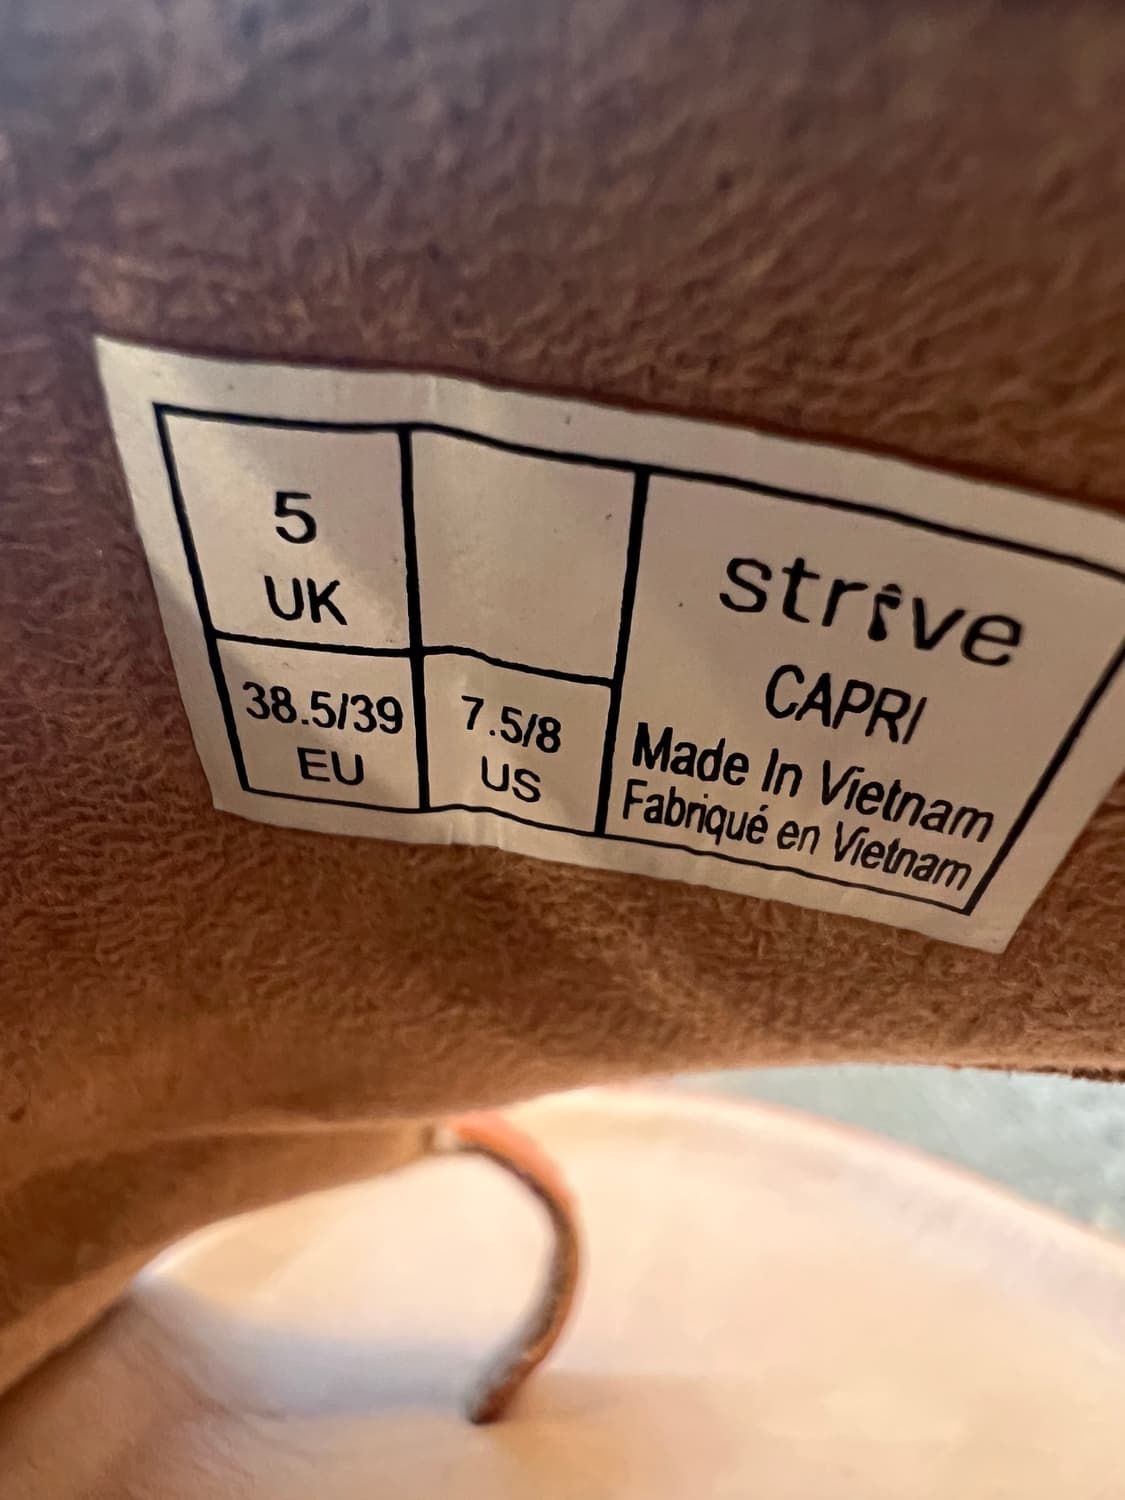 5
UK
38.5/39
EU
7.5/8
US
strive
CAPRI
Made In Vietnam
Fabriqué en Vietnam